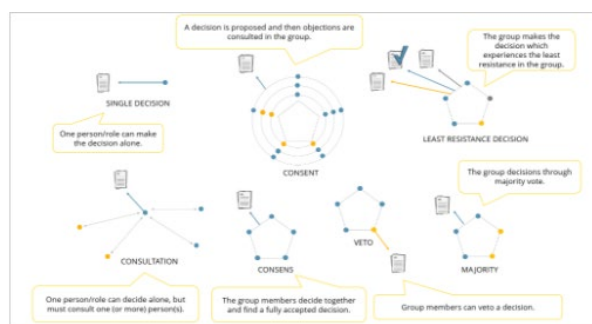 A decision is proposed and then objections are
consulted in the group.
The group makes the
decision which
experiences the least
resistance in the group.
SINGLE DECISION
One person/role can make
the decision alone.
CONSENT
LEAST RESISTANCE DECISION
The group decisions through
majority vote.
CONSULTATION
CONSENS
VETO
MAJORITY
One person/role can decide alone, but
must consult one (or more) person(s).
The group members decide together
and find a fully accepted decision.
Group members can veto a decision.